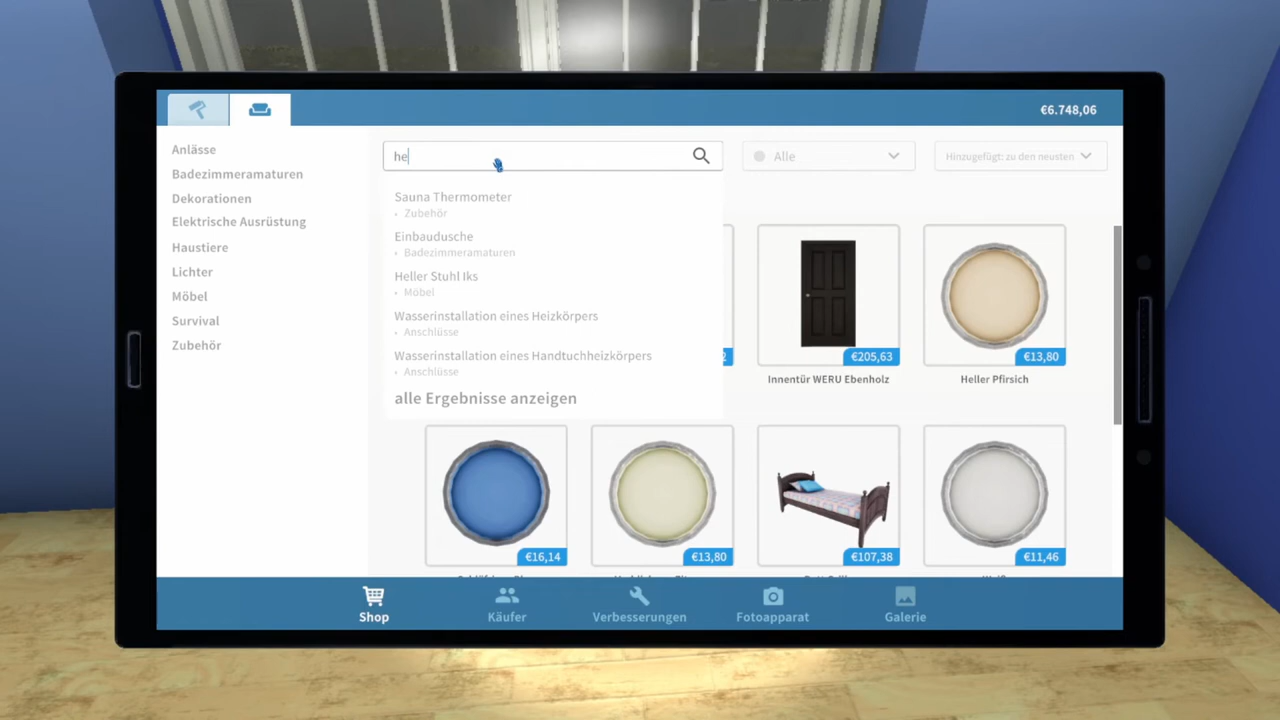 €6.748,06
Anlässe
Badezimmeramaturen
Dekorationen
Elektrische Ausrüstung
Haustiere
Lichter
Möbel
Survival
Zubehör
he
Alle
Hinzugefügt: zu den neusten
Sauna Thermometer
• Zubehör
Einbaudusche
• Badezimmeramaturen
Heller Stuhl Iks
• Möbel
Wasserinstallation eines Heizkörpers
• Anschlüsse
Wasserinstallation eines Handtuchheizkörpers
• Anschlüsse
alle Ergebnisse anzeigen
2
€205,63
€13,80
Innentür WERU Ebenholz
Heller Pfirsich
€16,14
€13,80
€107,38
€11,46
Shop
Käufer
Verbesserungen
Fotoapparat
Galerie